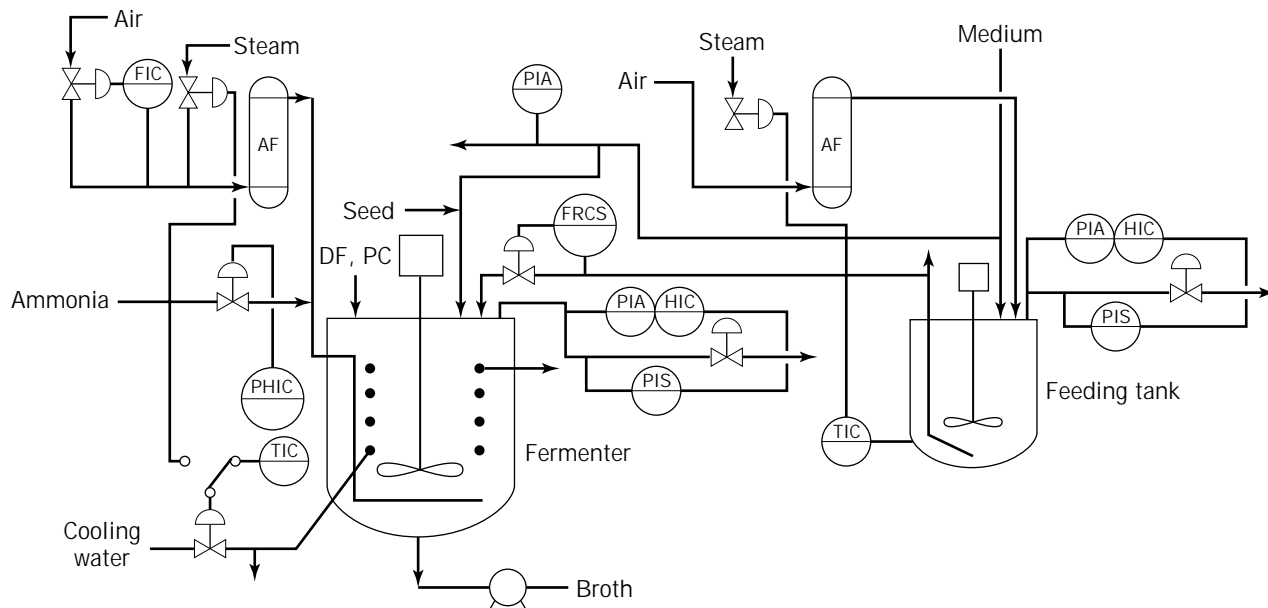 Air
Steam
FIC
AF
PIA
Steam
Air
AF
Medium
Seed
FRCS
DF, PC
Ammonia
PIA
HIC
PIS
PIA
HIC
PIS
PHIC
TIC
Fermenter
TIC
Feeding tank
Cooling
water
Broth